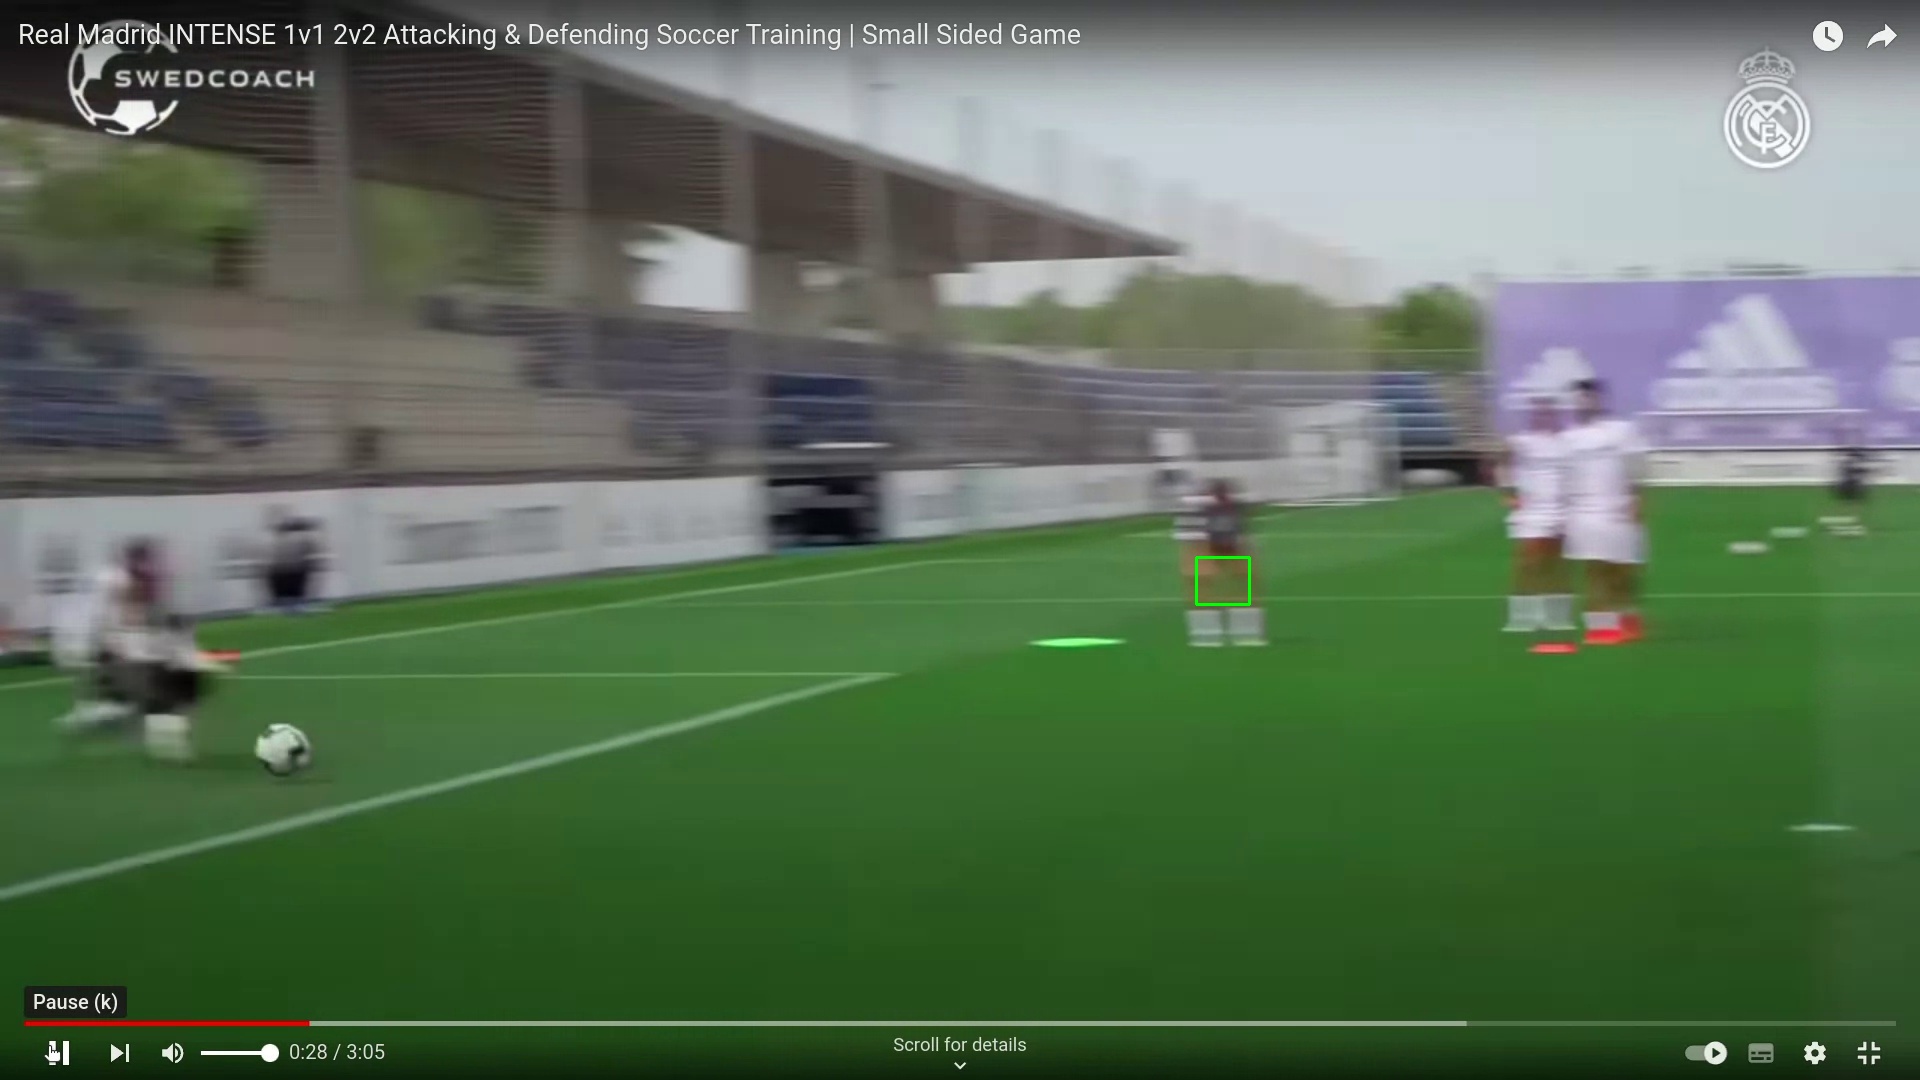 Real Madrid INTENSE 1v1 2v2 Attacking & Defending Soccer Training | Small Sided Game
SWEDCOACH
Pause (k)
0:28 / 3:05
Scroll for details